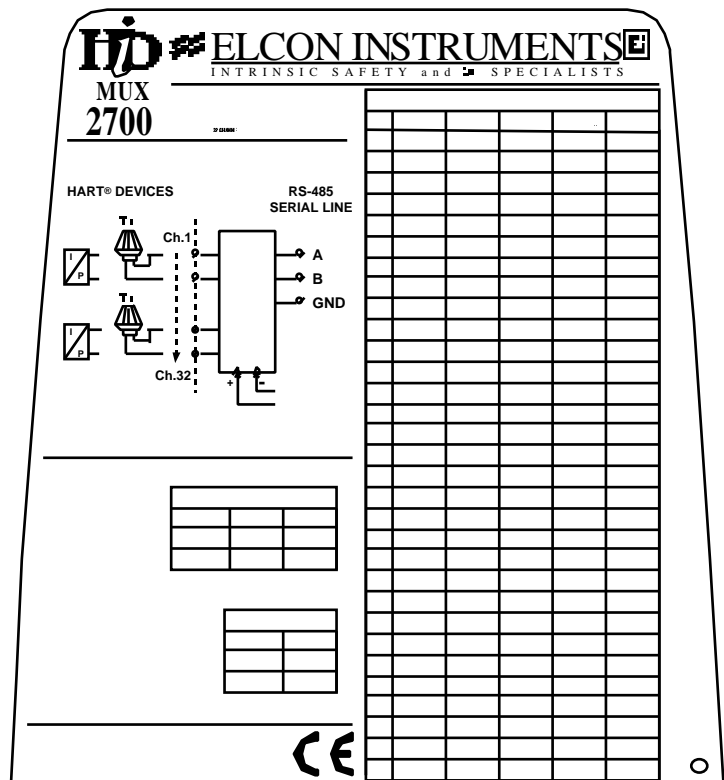 HiD ELCON INSTRUMENTS
INTRINSIC SAFETY and SPECIALISTS
MUX
2700
HART® DEVICES
RS-485
SERIAL LINE
Ch.1
I
P
A
B
GND
I
P
Ch.32
+ -
CE